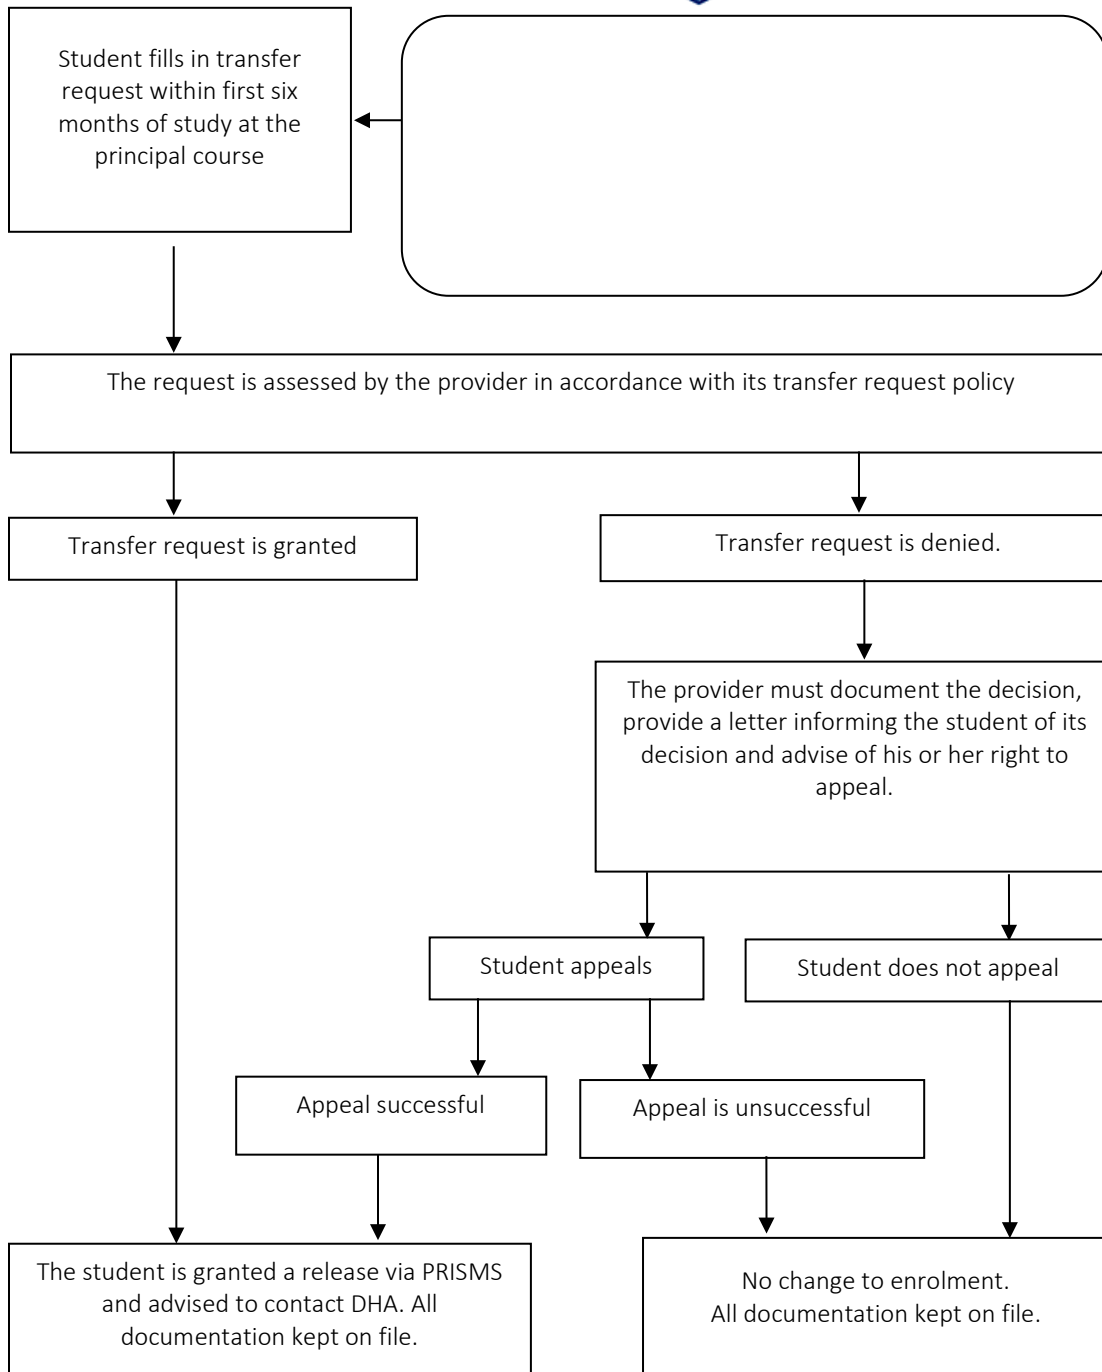 Student fills in transfer
request within first six
months of study at the
principal course
The request is assessed by the provider in accordance with its transfer request policy
Transfer request is granted
Transfer request is denied.
The provider must document the decision,
provide a letter informing the student of its
decision and advise of his or her right to
appeal.
Student appeals
Student does not appeal
Appeal successful
Appeal is unsuccessful
The student is granted a release via PRISMS
and advised to contact DHA. All
documentation kept on file.
No change to enrolment.
All documentation kept on file.